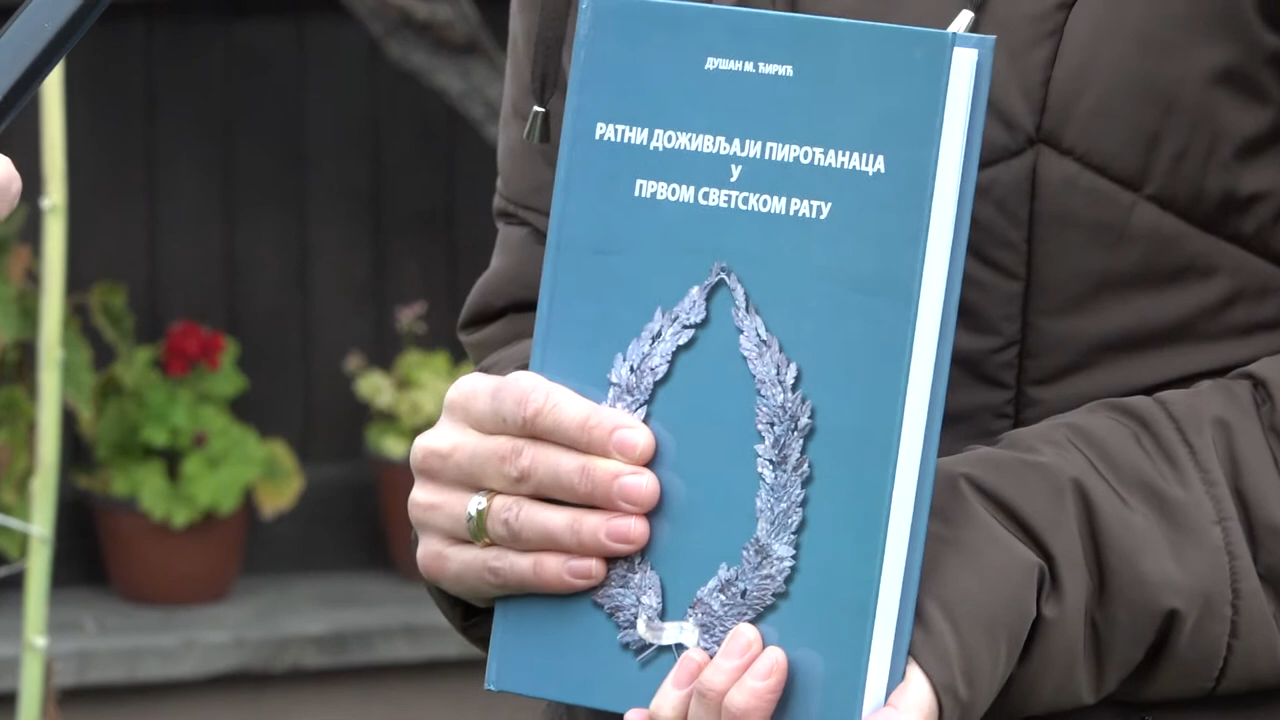 ДУШАН М. ЋИРИЋ
РАТНИ ДОЖИВЉАЈИ ПИРОЋАНАЦА
У
ПРВОМ СВЕТСКОМ РАТУ